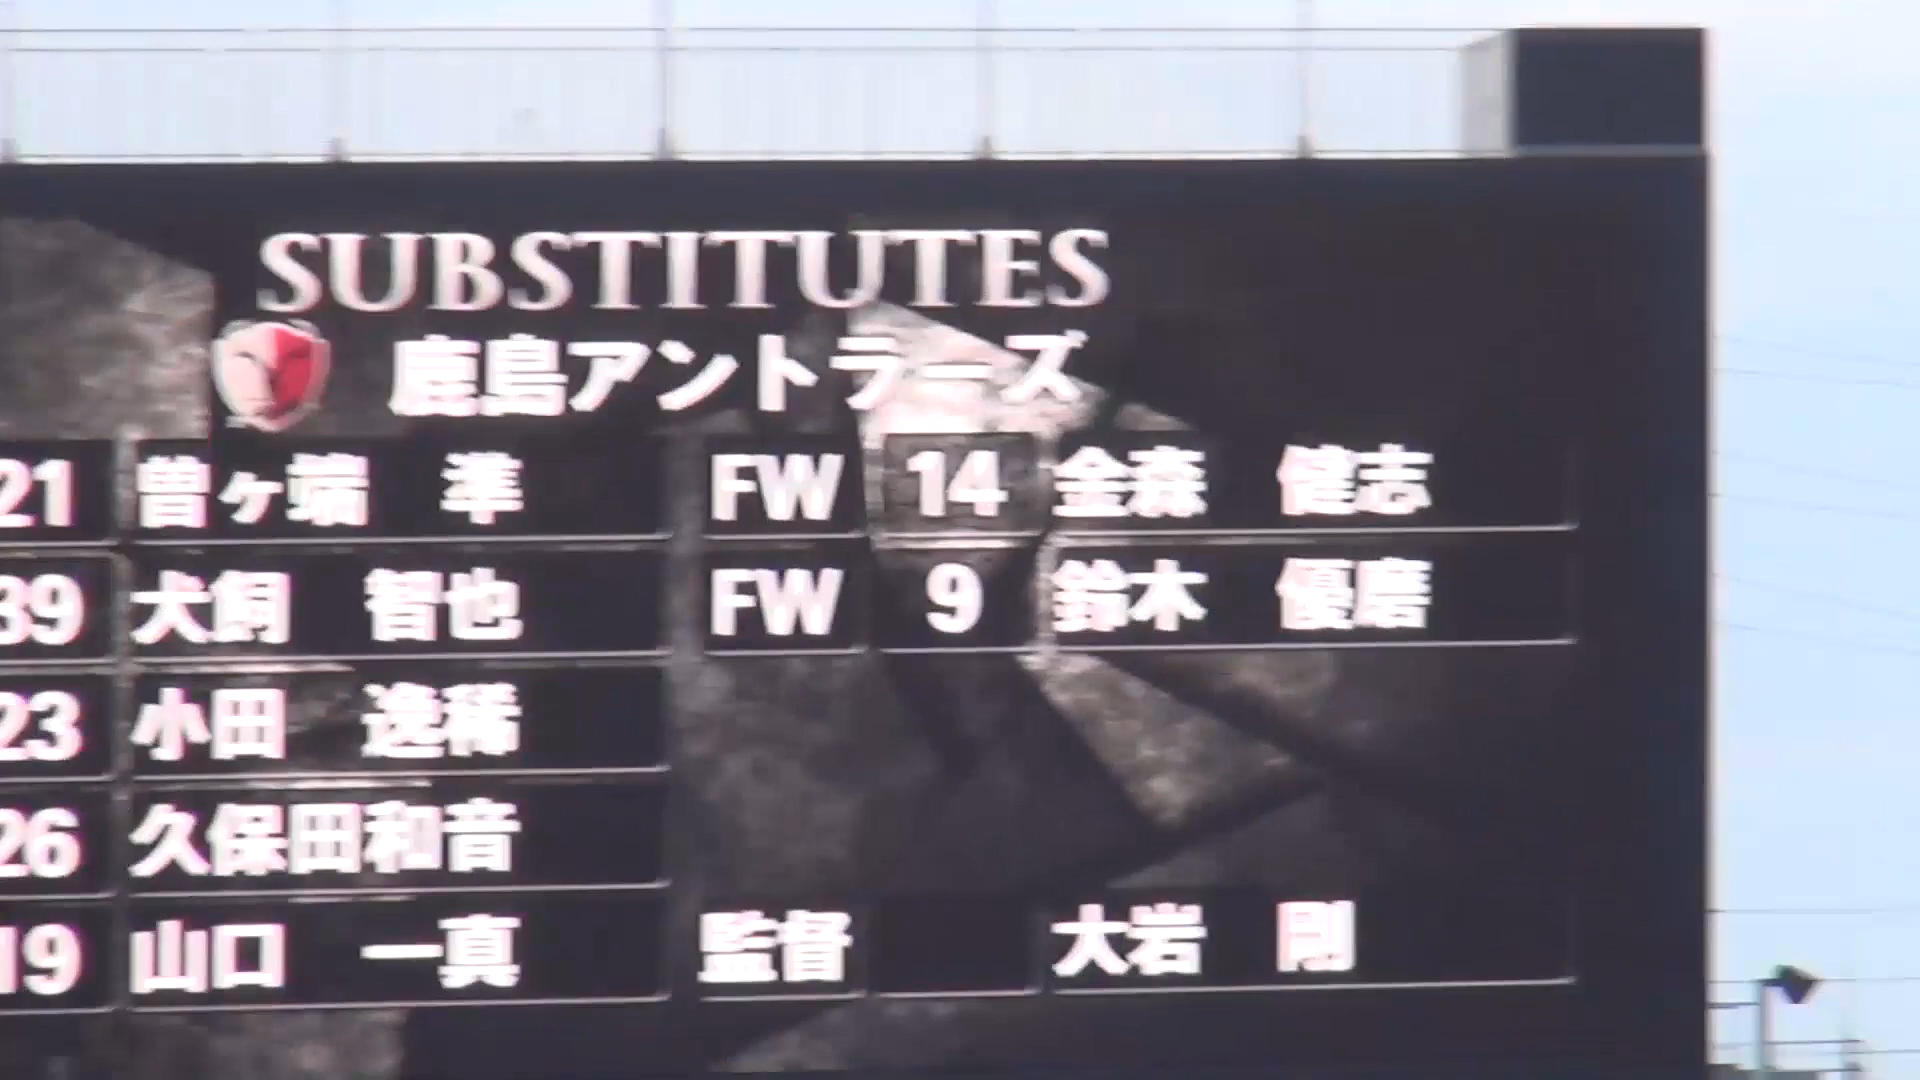 SUBSTITUTES
鹿島アントラーズ
21 曽ヶ端 準 FW 14 金森 健志
39 犬飼 智也 FW 9 鈴木 優磨
23 小田 逸稀
26 久保田和音
19 山口 一真 監督 大岩 剛